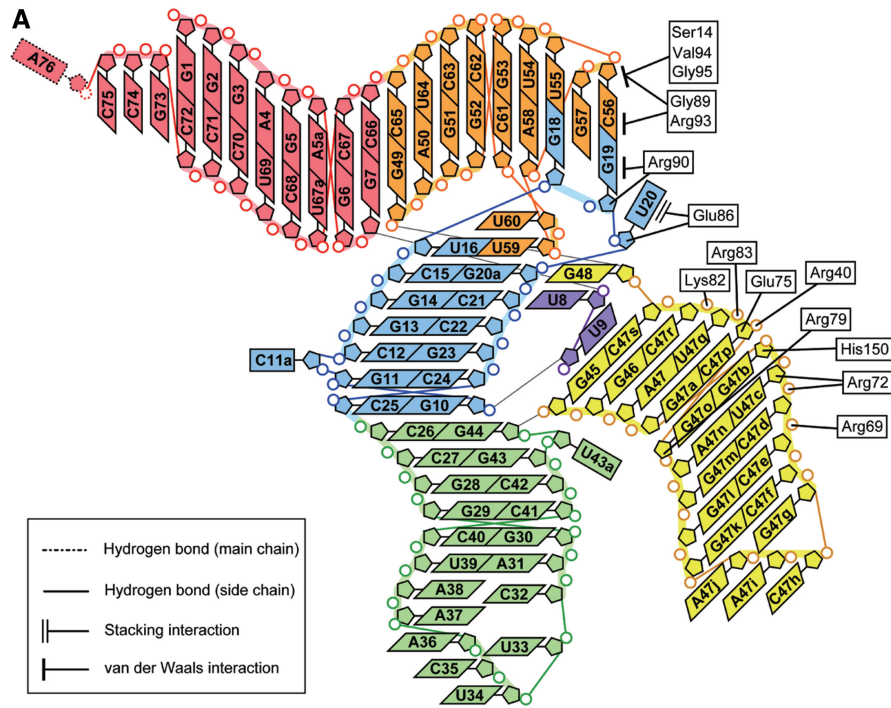 A
A76
C75
C74
G73
G1
C72
G2
C71
G3
C70
A4
U69
G5
C68
A5a
U67a
C67
G6
C66
G7
C65
G49
U64
A50
C63
G51
C62
G52
G53
C61
U54
A58
U55
G18
G57
C56
G19
U20
Ser14
Val94
Gly95
Gly89
Arg93
Arg90
Glu86
U60
U16 U59
C15 G20a
G48
G14 C21
U8
U9
G13 C22
C12 G23
C11a
G11 C24
C25 G10
C26 G44
U43a
C27 G43
G28 C42
G29 C41
C40 G30
U39 A31
A38
C32
A37
A36
U33
C35
U34
Arg83
Lys82
Glu75
Arg40
Arg79
His150
Arg72
Arg69
G45 C47s
G46 C47r
A47 U47q
G47a C47p
G47o G47b
A47n U47c
G47m C47d
G47l C47e
G47k C47f
G47g
A47j
A47i
C47h
Hydrogen bond (main chain)
Hydrogen bond (side chain)
Stacking interaction
van der Waals interaction